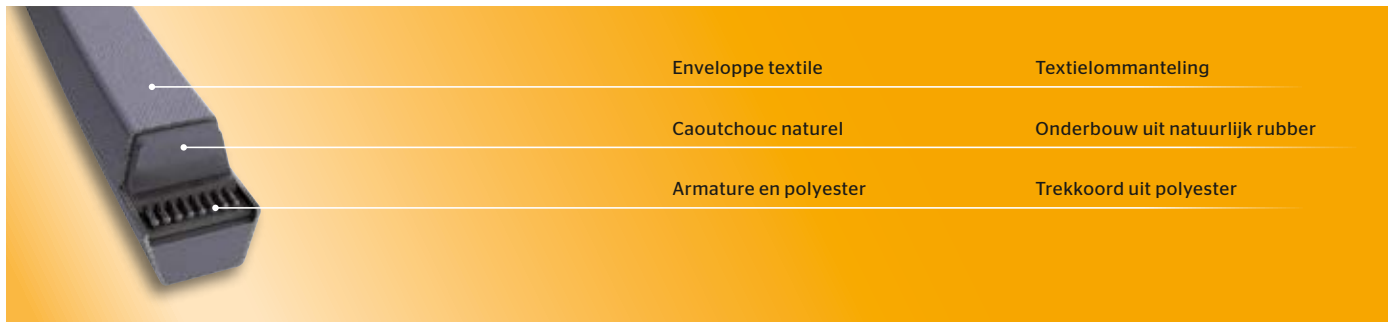 Enveloppe textile Textielommanteling
Caoutchouc naturel Onderbouw uit natuurlijk rubber
Armature en polyester Trekkoord uit polyester